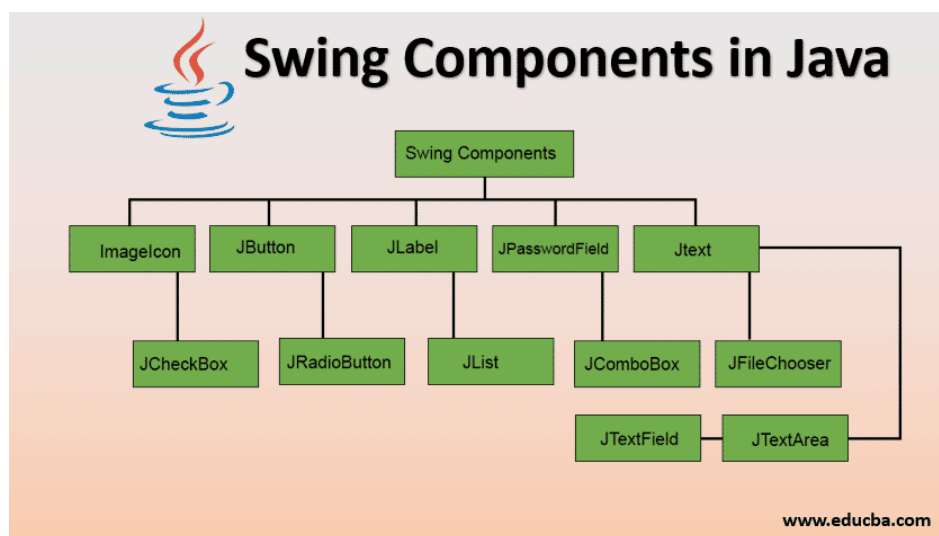 Swing Components in Java
Swing Components
ImageIcon
JButton
JLabel
JPasswordField
Jtext
JCheckBox
JRadioButton
JList
JComboBox
JFileChooser
JTextField
JTextArea
www.educba.com